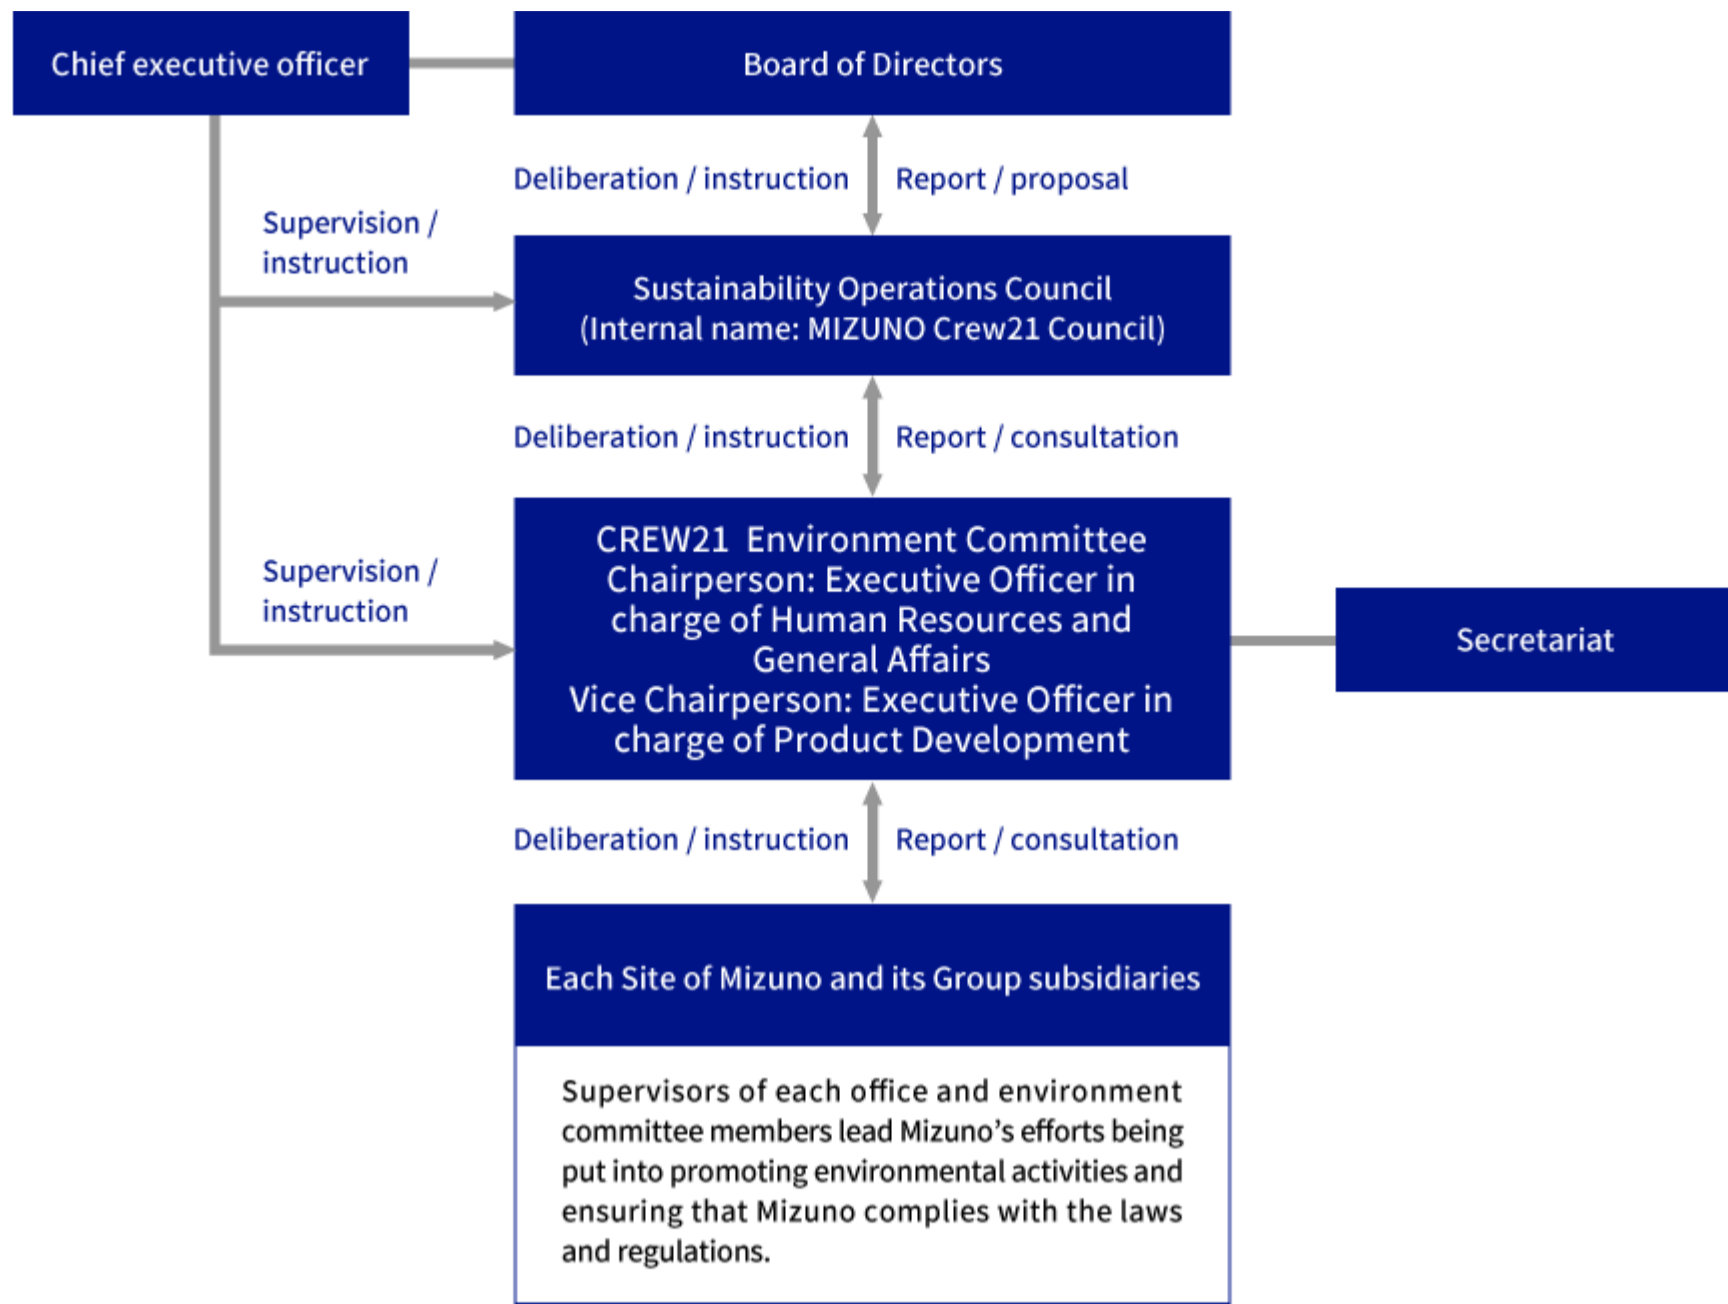 Chief executive officer
Board of Directors
Deliberation / instruction
Report / proposal
Supervision /
instruction
Sustainability Operations Council
(Internal name: MIZUNO Crew21 Council)
Deliberation / instruction
Report / consultation
CREW21  Environment Committee
Chairperson: Executive Officer in
charge of Human Resources and
General Affairs
Vice Chairperson: Executive Officer in
charge of Product Development
Supervision /
instruction
Secretariat
Deliberation / instruction
Report / consultation
Each Site of Mizuno and its Group subsidiaries
Supervisors of each office and environment
committee members lead Mizuno’s efforts being
put into promoting environmental activities and
ensuring that Mizuno complies with the laws
and regulations.